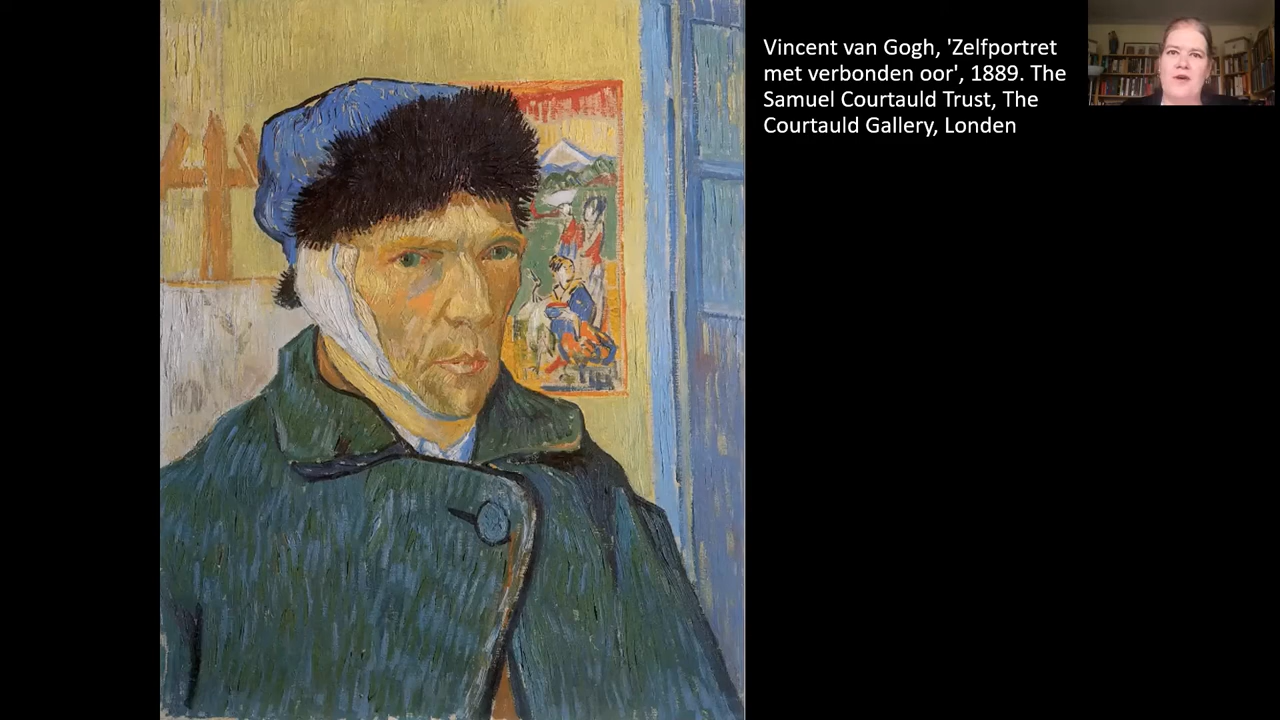 Vincent van Gogh, 'Zelfportret
met verbonden oor', 1889. The
Samuel Courtauld Trust, The
Courtauld Gallery, Londen